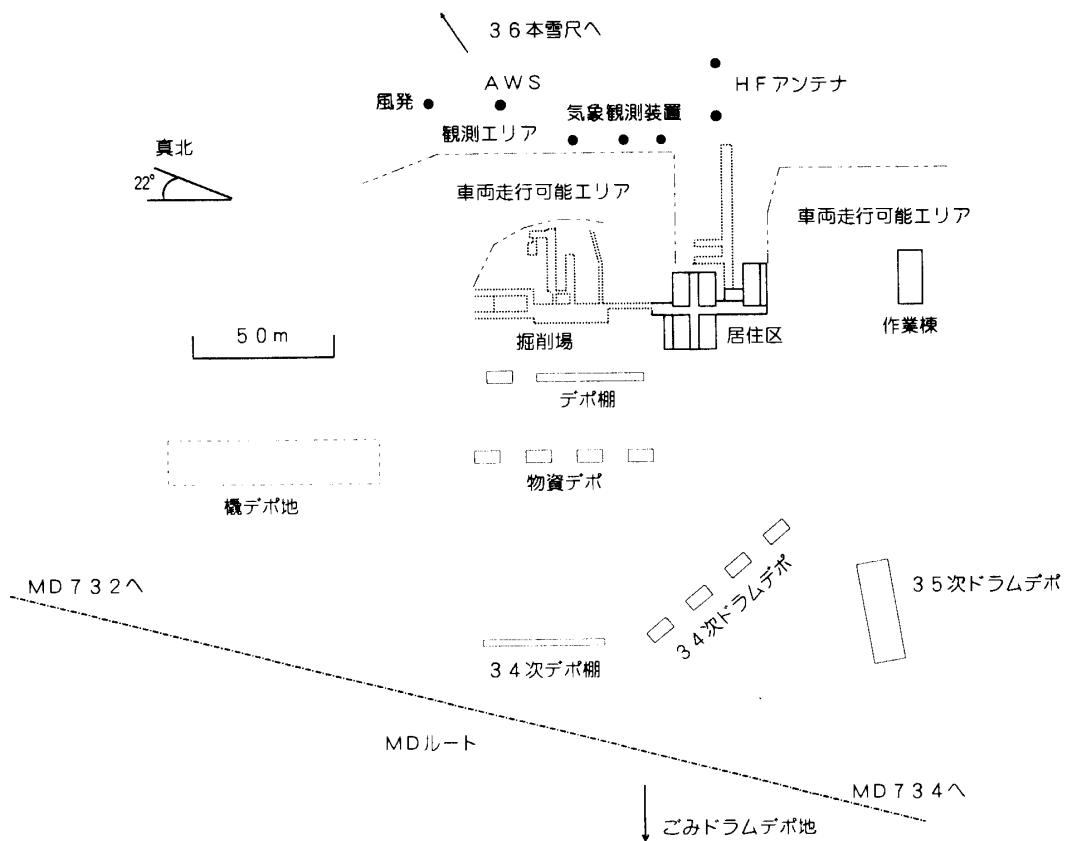 36本雪尺へ
AWS
HFアンテナ
風発
気象観測装置
観測エリア
真北
22°
車両走行可能エリア
車両走行可能エリア
50m
掘削場
居住区
作業棟
デポ棚
物資デポ
橇デポ地
MD732へ
34次ドラムデポ
35次ドラムデポ
34次デポ棚
MDルート
MD734へ
ごみドラムデポ地